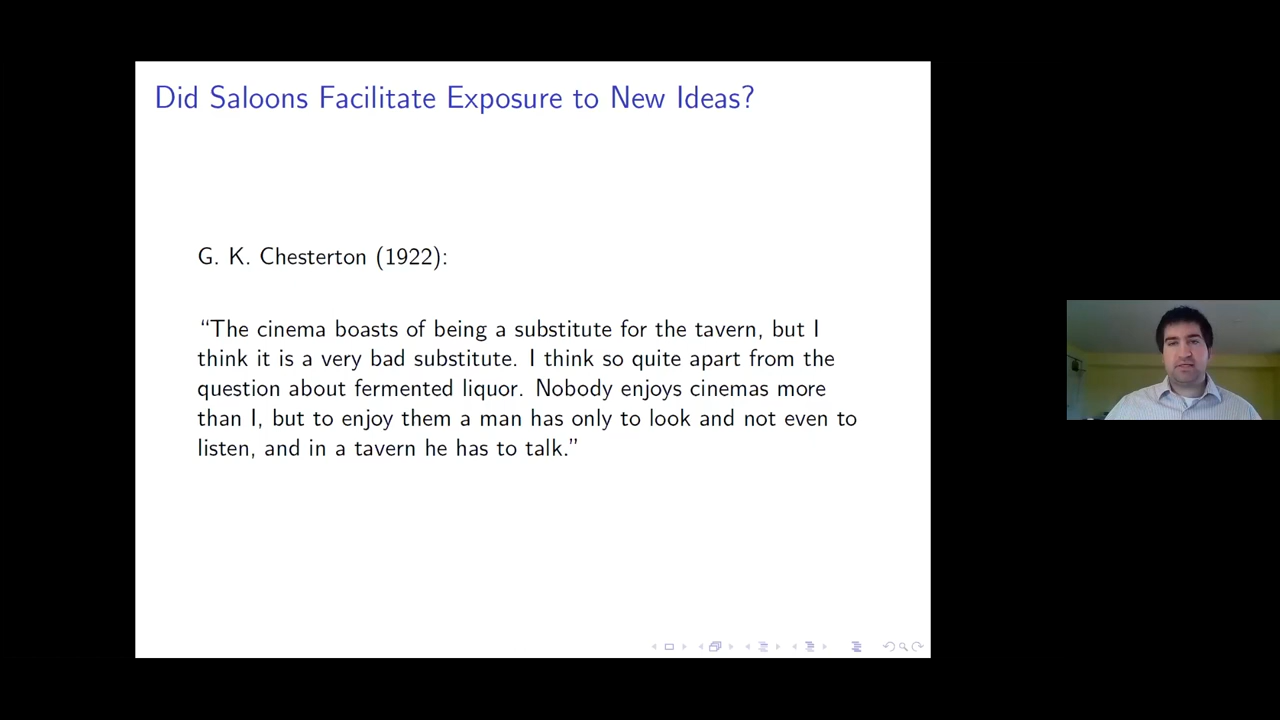 Did Saloons Facilitate Exposure to New Ideas?
G. K. Chesterton (1922):
“The cinema boasts of being a substitute for the tavern, but I
think it is a very bad substitute. I think so quite apart from the
question about fermented liquor. Nobody enjoys cinemas more
than I, but to enjoy them a man has only to look and not even to
listen, and in a tavern he has to talk.”